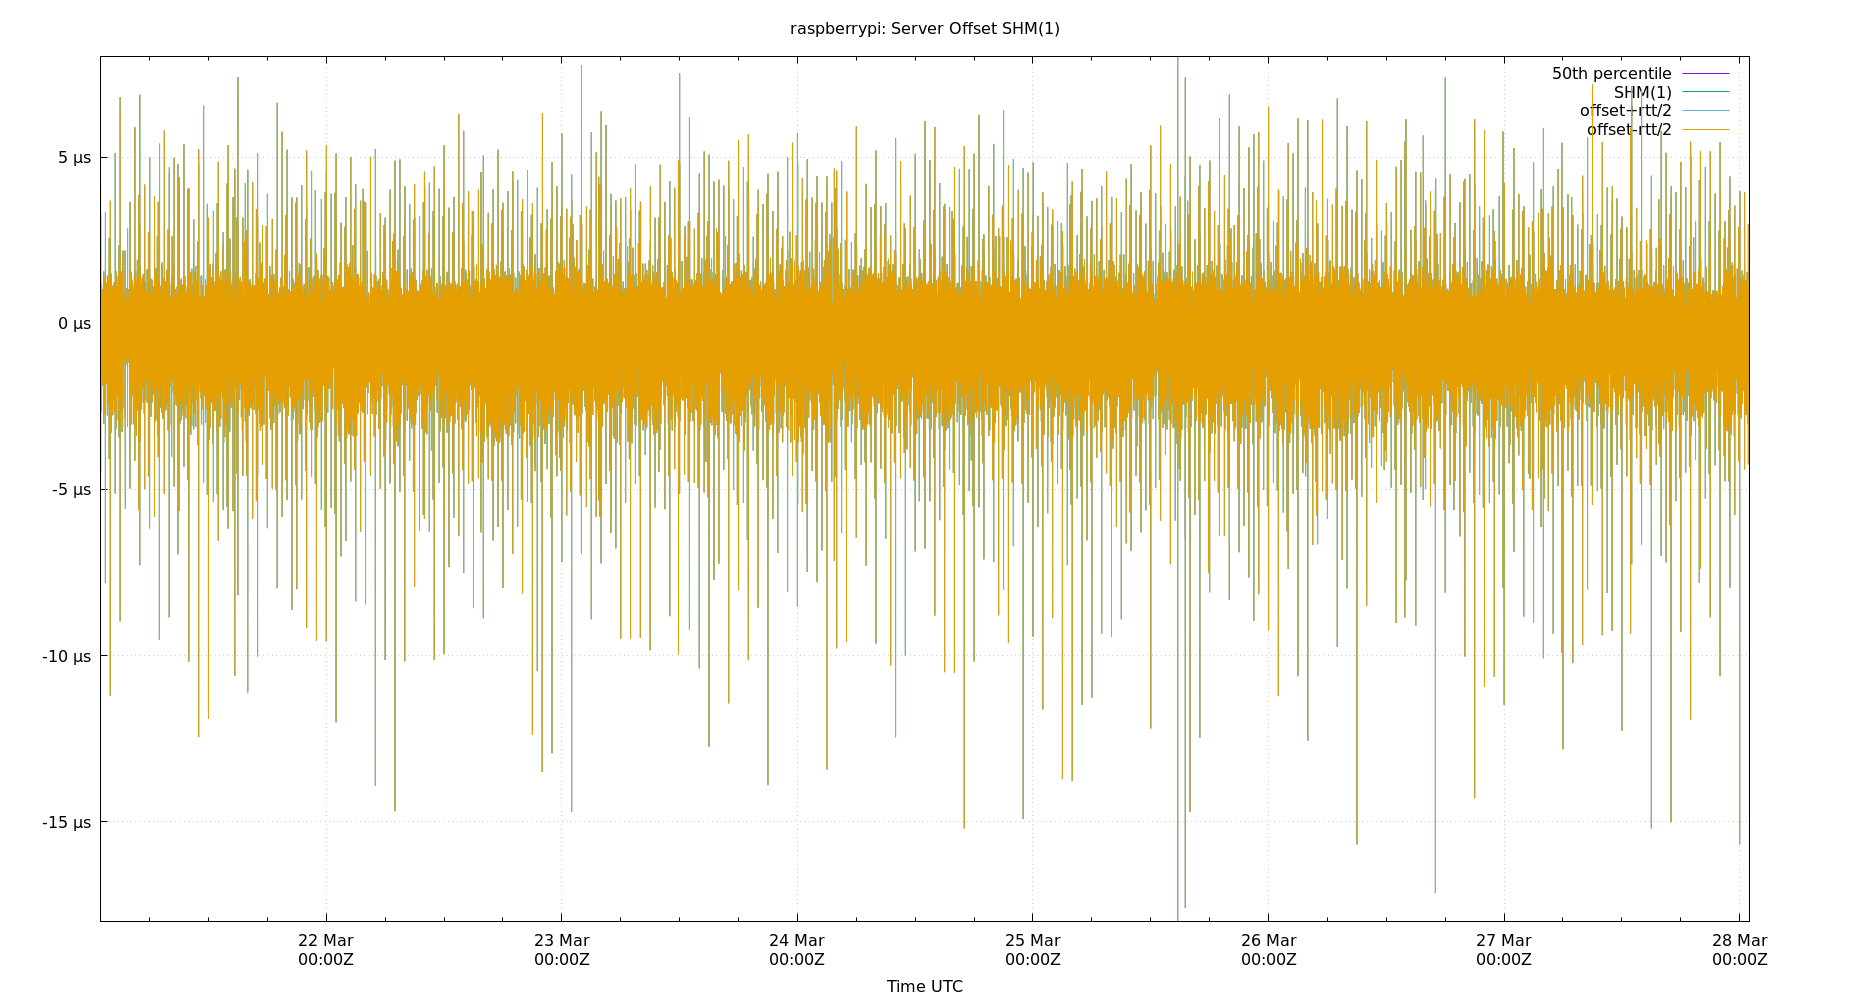 raspberrypi: Server Offset SHM(1)
50th percentile
SHM(1)
offset+rtt/2
offset-rtt/2
5 µs
0 µs
-5 µs
-10 µs
-15 µs
22 Mar 23 Mar 24 Mar 25 Mar 26 Mar 27 Mar 28 Mar
00:00Z 00:00Z 00:00Z 00:00Z 00:00Z 00:00Z 00:00Z
Time UTC